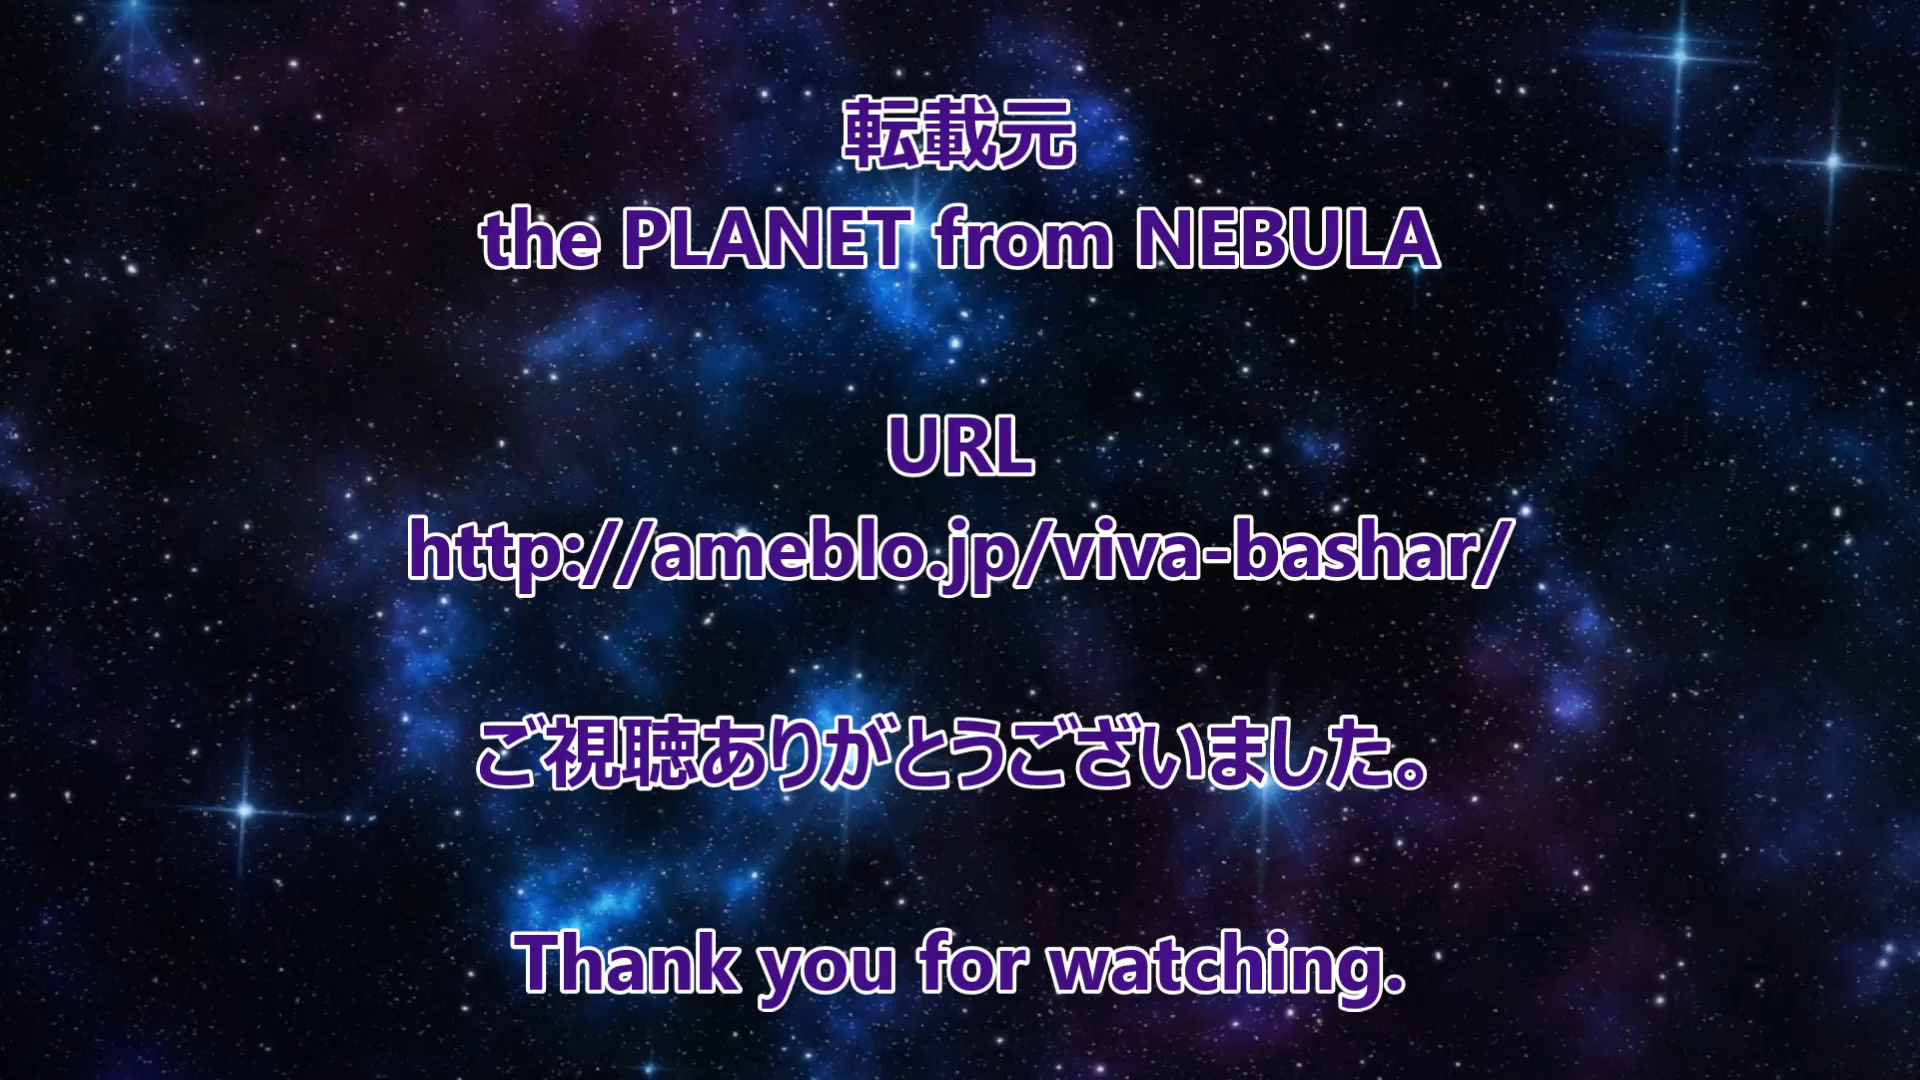 転載元
the PLANET from NEBULA
URL
http://ameblo.jp/viva-bashar/
ご視聴ありがとうございました。
Thank you for watching.